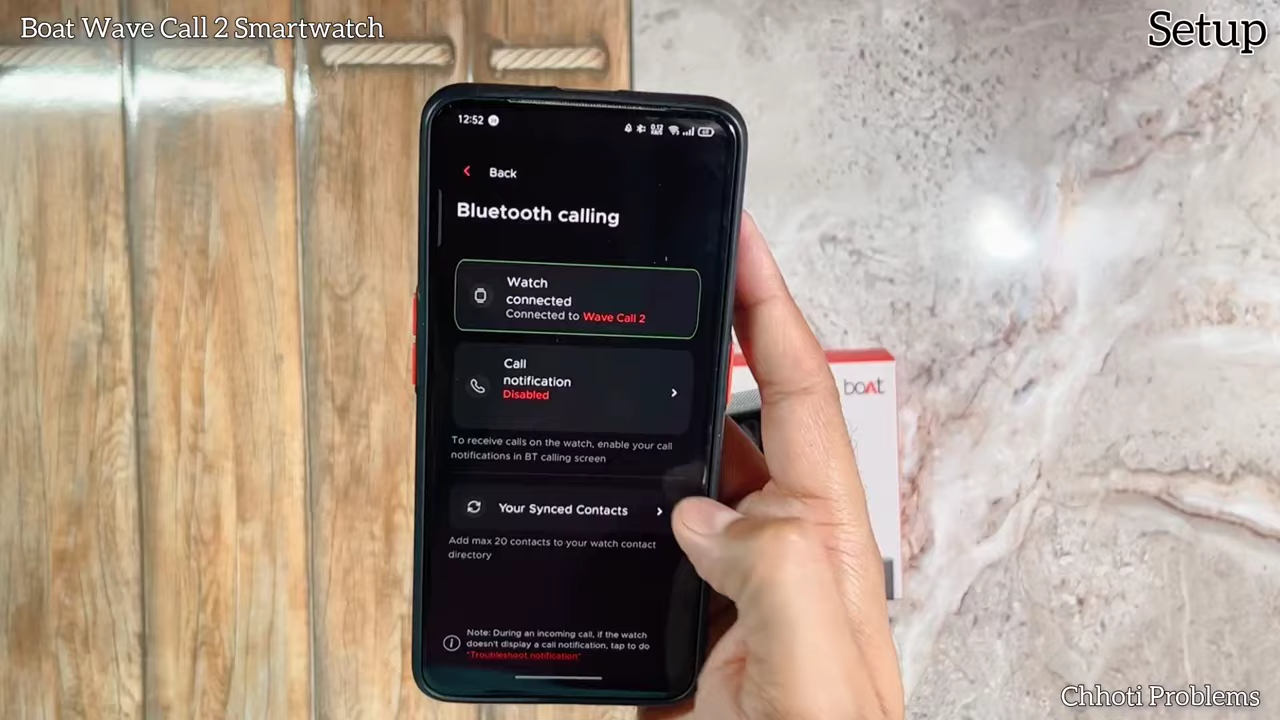 Boat Wave Call 2 Smartwatch
Setup
12:52
Back
Bluetooth calling
Watch
connected
Connected to Wave Call 2
Call
notification
Disabled
To receive calls on the watch, enable your call
notifications in BT calling screen
Your Synced Contacts
Add max 20 contacts to your watch contact
directory
Note: During an incoming call, if the watch
doesn't display a call notification, tap to do
"Troubleshoot notification"
boAt
Chhoti Problems